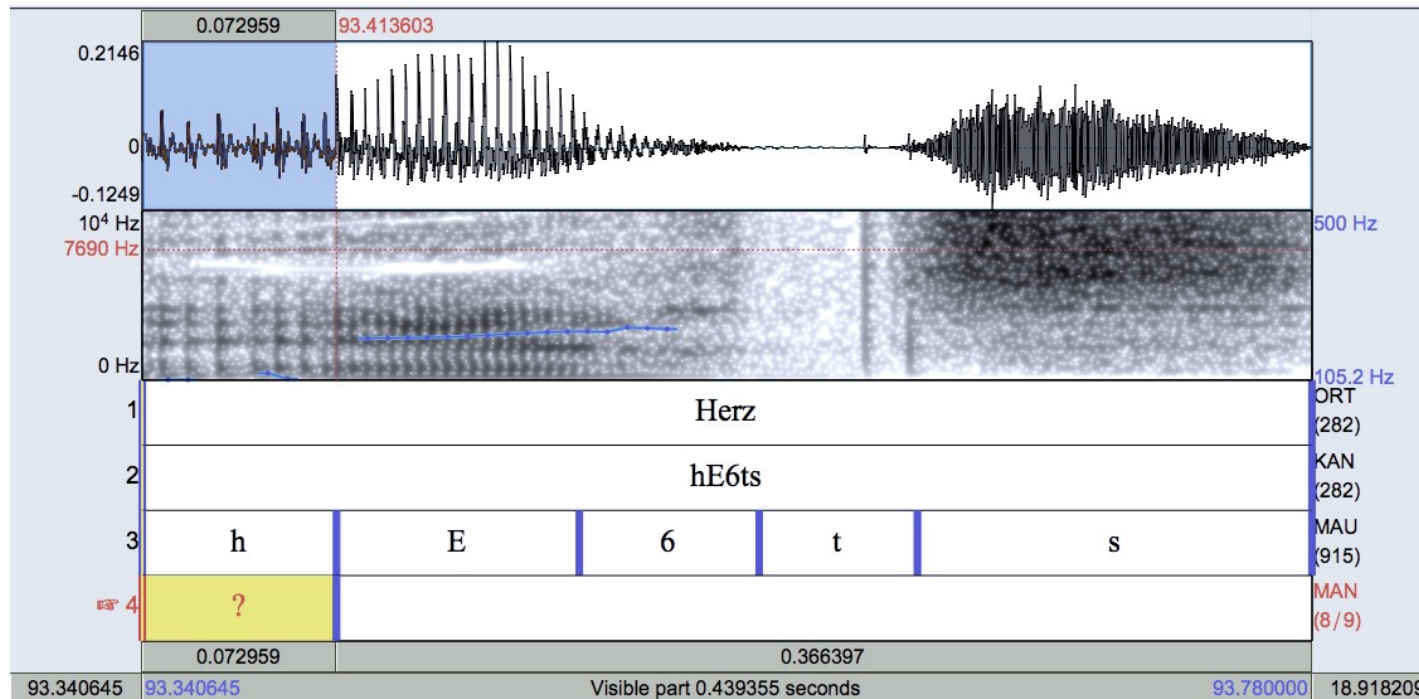 0.072959 93.413603
0.2146
0
-0.1249
10⁴ Hz 500 Hz
7690 Hz
0 Hz 105.2 Hz
1 Herz ORT (282)
2 hE6ts KAN (282)
3 h E 6 t s MAU (915)
☞ 4 ? MAN (8/9)
0.072959 0.366397
93.340645 93.340645 Visible part 0.439355 seconds 93.780000 18.918209